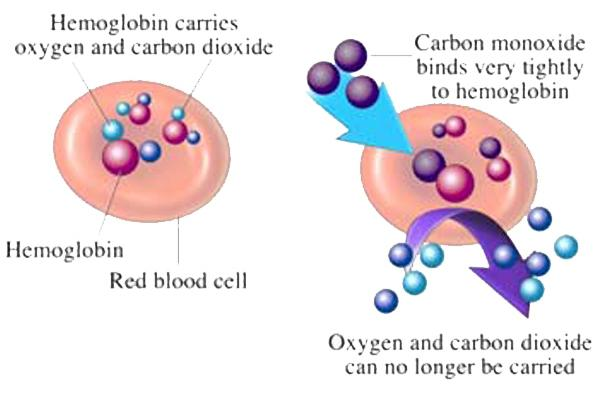 Hemoglobin carries
oxygen and carbon dioxide
Hemoglobin
Red blood cell
Carbon monoxide
binds very tightly
to hemoglobin
Oxygen and carbon dioxide
can no longer be carried